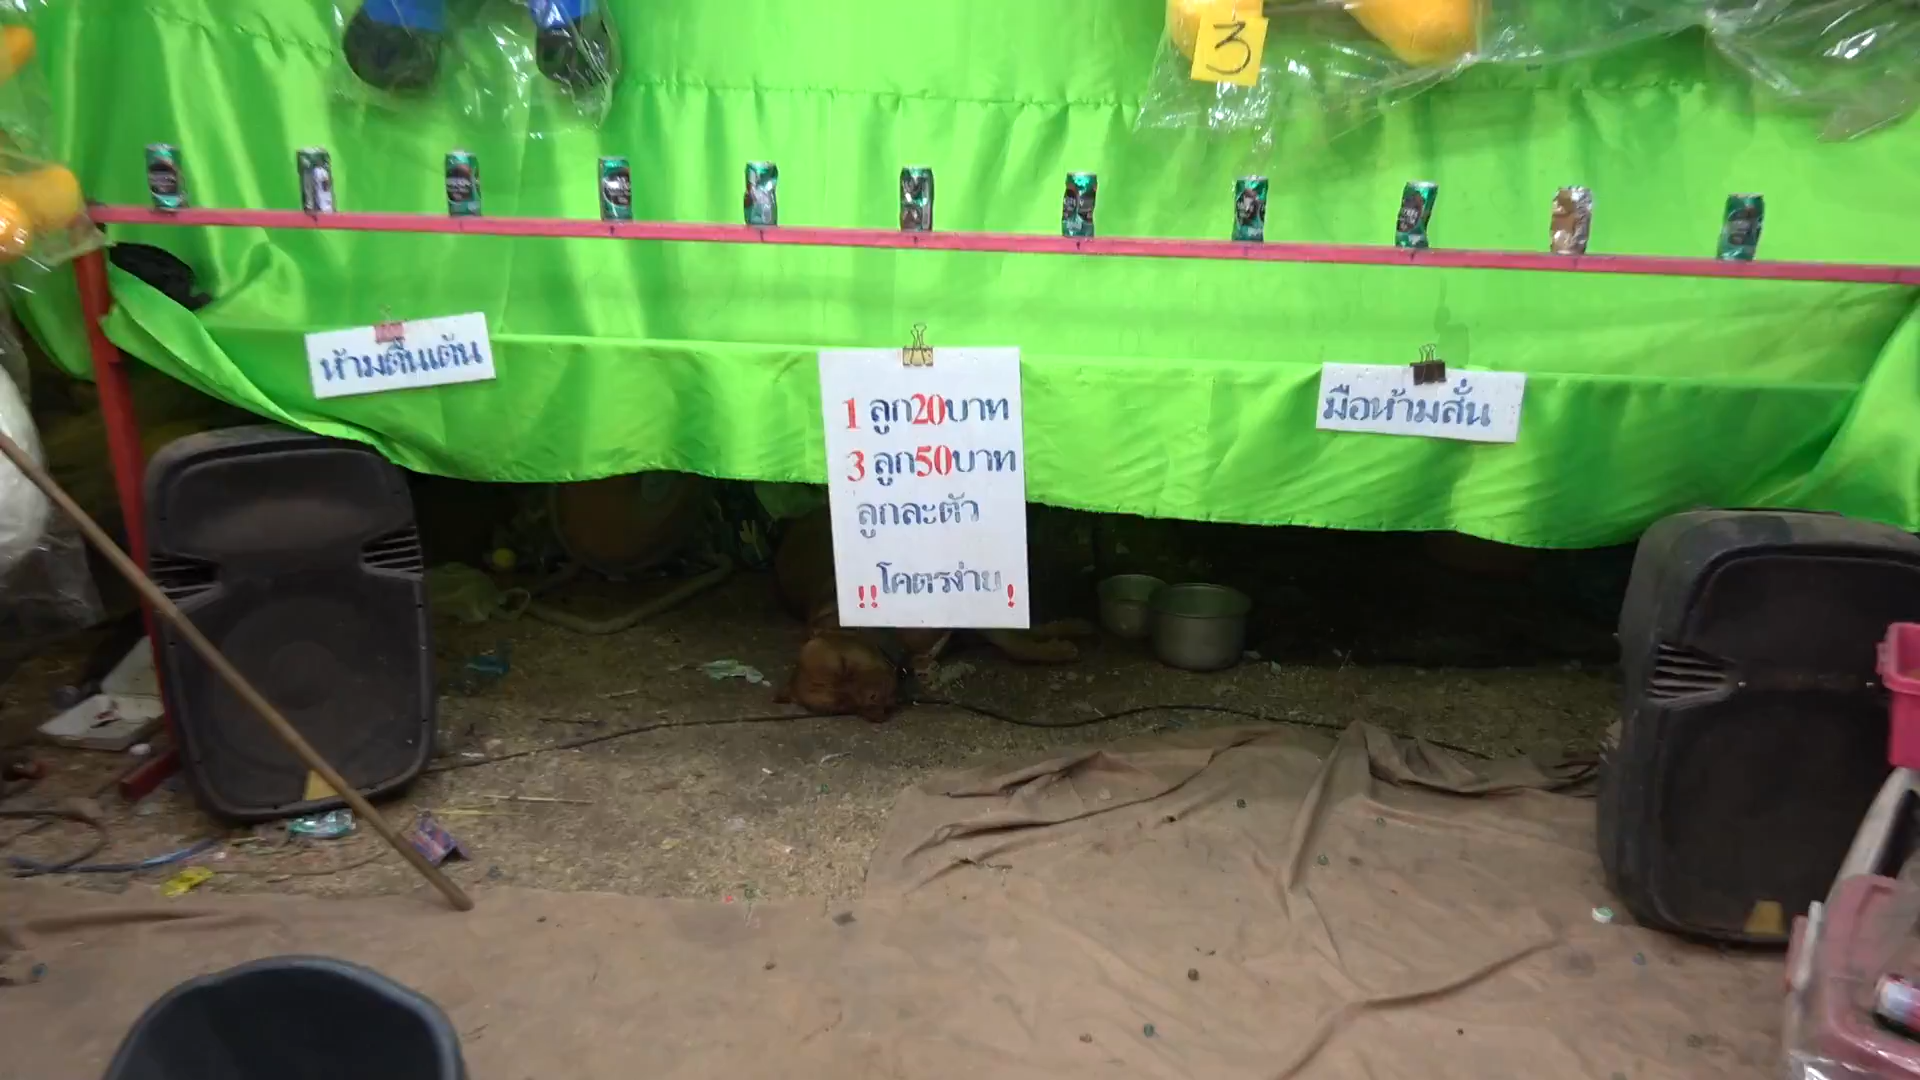 3
ห้ามตื่นเต้น
1 ลูก20บาท
3 ลูก50บาท
ลูกละตัว
!!โคตรง่าย!
มือห้ามสั่น